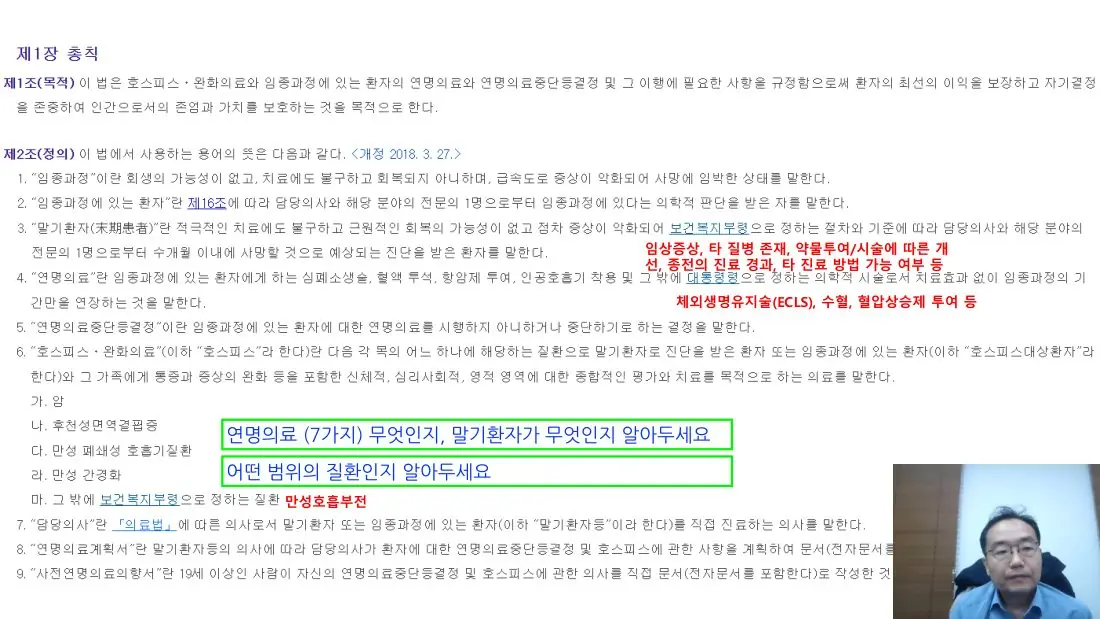 제1장 총칙
제1조(목적) 이 법은 호스피스ㆍ완화의료와 임종과정에 있는 환자의 연명의료와 연명의료중단등결정 및 그 이행에 필요한 사항을 규정함으로써 환자의 최선의 이익을 보장하고 자기결정
을 존중하여 인간으로서의 존엄과 가치를 보호하는 것을 목적으로 한다.
제2조(정의) 이 법에서 사용하는 용어의 뜻은 다음과 같다. <개정 2018. 3. 27.>
1. “임종과정”이란 회생의 가능성이 없고, 치료에도 불구하고 회복되지 아니하며, 급속도로 증상이 악화되어 사망에 임박한 상태를 말한다.
2. “임종과정에 있는 환자”란 제16조에 따라 담당의사와 해당 분야의 전문의 1명으로부터 임종과정에 있다는 의학적 판단을 받은 자를 말한다.
3. “말기환자(末期患者)”란 적극적인 치료에도 불구하고 근원적인 회복의 가능성이 없고 점차 증상이 악화되어 보건복지부령으로 정하는 절차와 기준에 따라 담당의사와 해당 분야의
전문의 1명으로부터 수개월 이내에 사망할 것으로 예상되는 진단을 받은 환자를 말한다.
임상증상, 타 질병 존재, 약물투여/시술에 따른 개
선, 종전의 진료 경과, 타 진료 방법 가능 여부 등
4. “연명의료”란 임종과정에 있는 환자에게 하는 심폐소생술, 혈액 투석, 항암제 투여, 인공호흡기 착용 및 그 밖에 대통령령으로 정하는 의학적 시술로서 치료효과 없이 임종과정의 기
간만을 연장하는 것을 말한다.
체외생명유지술(ECLS), 수혈, 혈압상승제 투여 등
5. “연명의료중단등결정”이란 임종과정에 있는 환자에 대한 연명의료를 시행하지 아니하거나 중단하기로 하는 결정을 말한다.
6. “호스피스ㆍ완화의료”(이하 “호스피스”라 한다)란 다음 각 목의 어느 하나에 해당하는 질환으로 말기환자로 진단을 받은 환자 또는 임종과정에 있는 환자(이하 “호스피스대상환자”라
한다)와 그 가족에게 통증과 증상의 완화 등을 포함한 신체적, 심리사회적, 영적 영역에 대한 종합적인 평가와 치료를 목적으로 하는 의료를 말한다.
가. 암
나. 후천성면역결핍증
연명의료 (7가지) 무엇인지, 말기환자가 무엇인지 알아두세요
다. 만성 폐쇄성 호흡기질환
라. 만성 간경화
어떤 범위의 질환인지 알아두세요
마. 그 밖에 보건복지부령으로 정하는 질환 만성호흡부전
7. “담당의사”란 「의료법」에 따른 의사로서 말기환자 또는 임종과정에 있는 환자(이하 “말기환자등”이라 한다)를 직접 진료하는 의사를 말한다.
8. “연명의료계획서”란 말기환자등의 의사에 따라 담당의사가 환자에 대한 연명의료중단등결정 및 호스피스에 관한 사항을 계획하여 문서(전자문서를
9. “사전연명의료의향서”란 19세 이상인 사람이 자신의 연명의료중단등결정 및 호스피스에 관한 의사를 직접 문서(전자문서를 포함한다)로 작성한 것